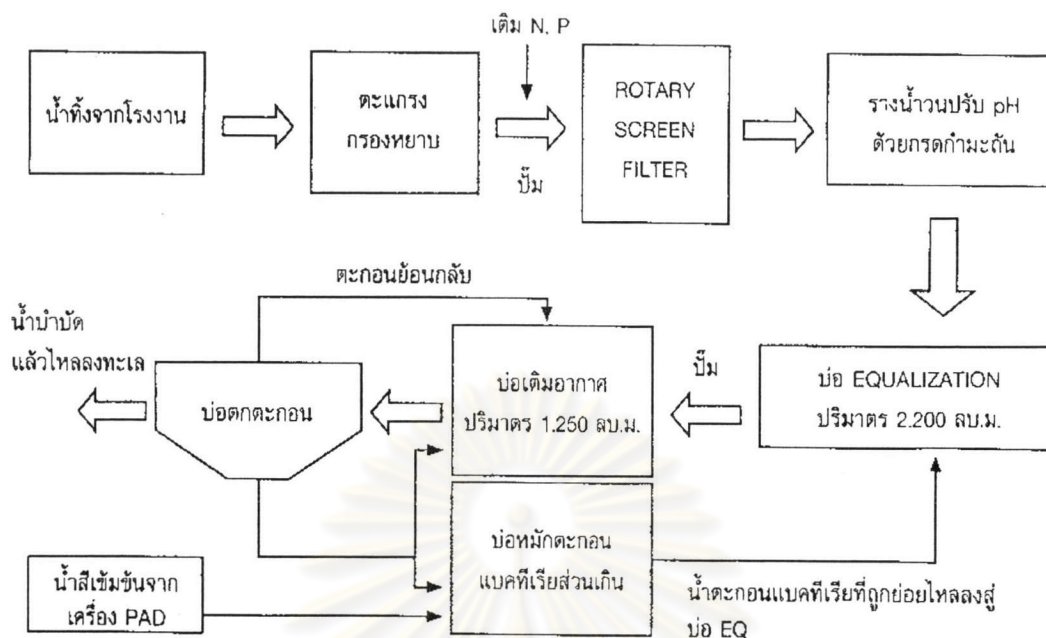 เติม N. P
น้ำทิ้งจากโรงงาน
ตะแกรง
กรองหยาบ
ปั๊ม
ROTARY
SCREEN
FILTER
รางน้ำวนปรับ pH
ด้วยกรดกำมะถัน
ตะกอนย้อนกลับ
น้ำบำบัด
แล้วไหลลงทะเล
บ่อตกตะกอน
บ่อเติมอากาศ
ปริมาตร 1.250 ลบ.ม.
ปั๊ม
บ่อ EQUALIZATION
ปริมาตร 2.200 ลบ.ม.
น้ำสีเข้มข้นจาก
เครื่อง PAD
บ่อหมักตะกอน
แบคทีเรียส่วนเกิน
น้ำตะกอนแบคทีเรียที่ถูกย่อยไหลลงสู่
บ่อ EQ